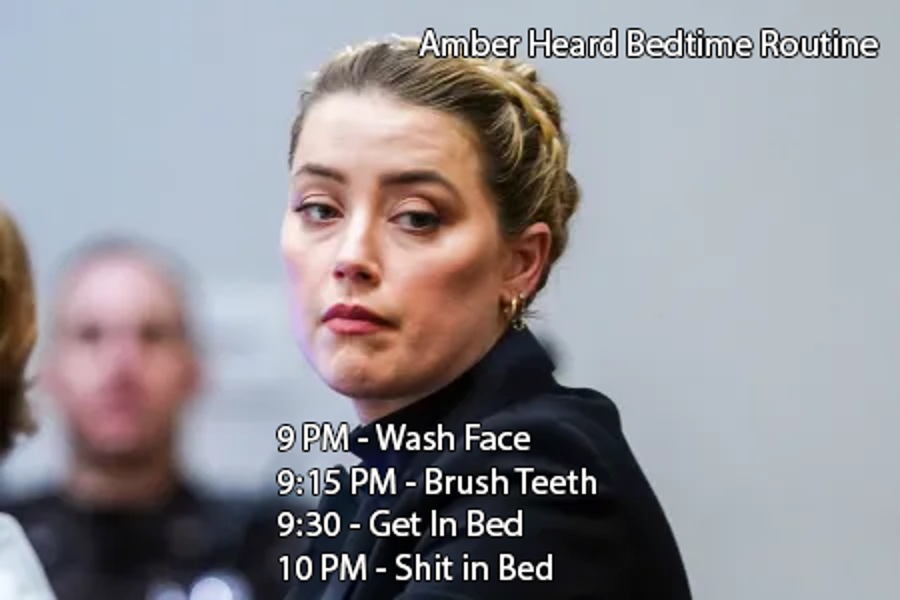 Amber Heard Bedtime Routine
9 PM - Wash Face
9:15 PM - Brush Teeth
9:30 - Get In Bed
10 PM - Shit in Bed